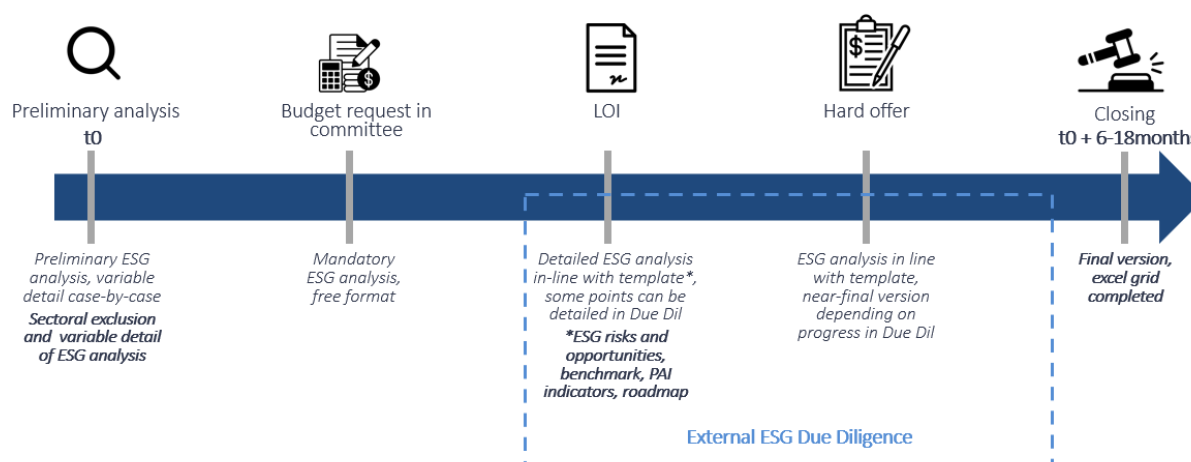 Preliminary analysis
t0
Budget request in
committee
LOI
Hard offer
Closing
t0 + 6-18months
Preliminary ESG
analysis, variable
detail case-by-case
Sectoral exclusion
and variable detail
of ESG analysis
Mandatory
ESG analysis,
free format
Detailed ESG analysis
in-line with template*,
some points can be
detailed in Due Dil
*ESG risks and
opportunities,
benchmark, PAI
indicators, roadmap
ESG analysis in line
with template,
near-final version
depending on
progress in Due Dil
Final version,
excel grid
completed
External ESG Due Diligence